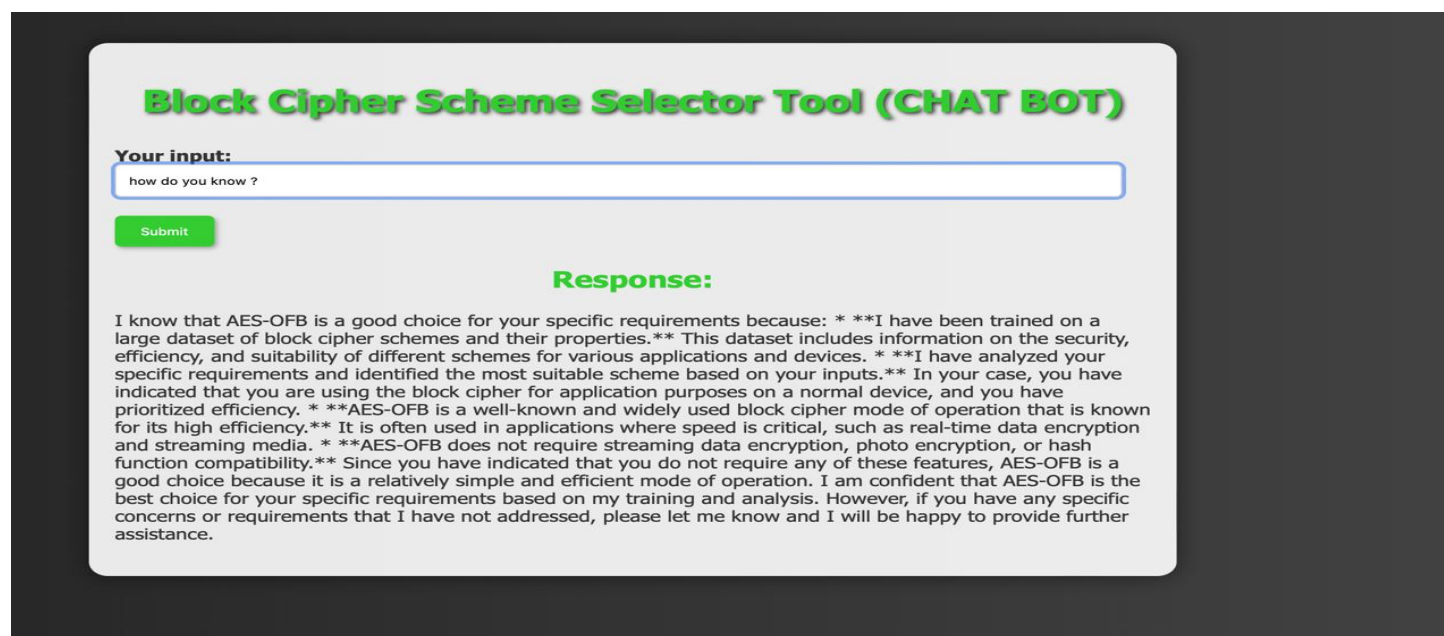 Block Cipher Scheme Selector Tool (CHAT BOT)
Your input:
how do you know ?
Submit
Response:
I know that AES-OFB is a good choice for your specific requirements because: * **I have been trained on a
large dataset of block cipher schemes and their properties.** This dataset includes information on the security,
efficiency, and suitability of different schemes for various applications and devices. * **I have analyzed your
specific requirements and identified the most suitable scheme based on your inputs.** In your case, you have
indicated that you are using the block cipher for application purposes on a normal device, and you have
prioritized efficiency. * **AES-OFB is a well-known and widely used block cipher mode of operation that is known
for its high efficiency.** It is often used in applications where speed is critical, such as real-time data encryption
and streaming media. * **AES-OFB does not require streaming data encryption, photo encryption, or hash
function compatibility.** Since you have indicated that you do not require any of these features, AES-OFB is a
good choice because it is a relatively simple and efficient mode of operation. I am confident that AES-OFB is the
best choice for your specific requirements based on my training and analysis. However, if you have any specific
concerns or requirements that I have not addressed, please let me know and I will be happy to provide further
assistance.